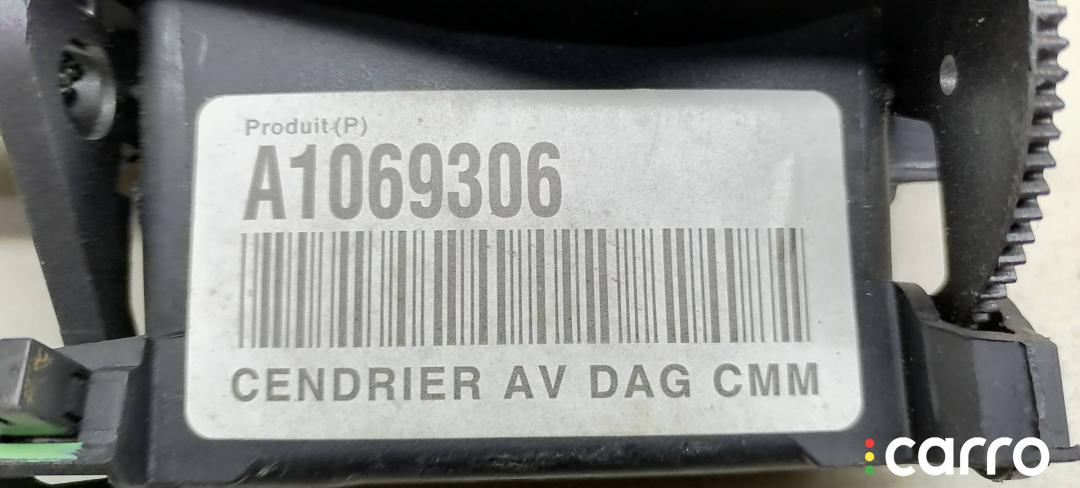 Produit (P)
A1069306
CENDRIER AV DAG CMM
carro